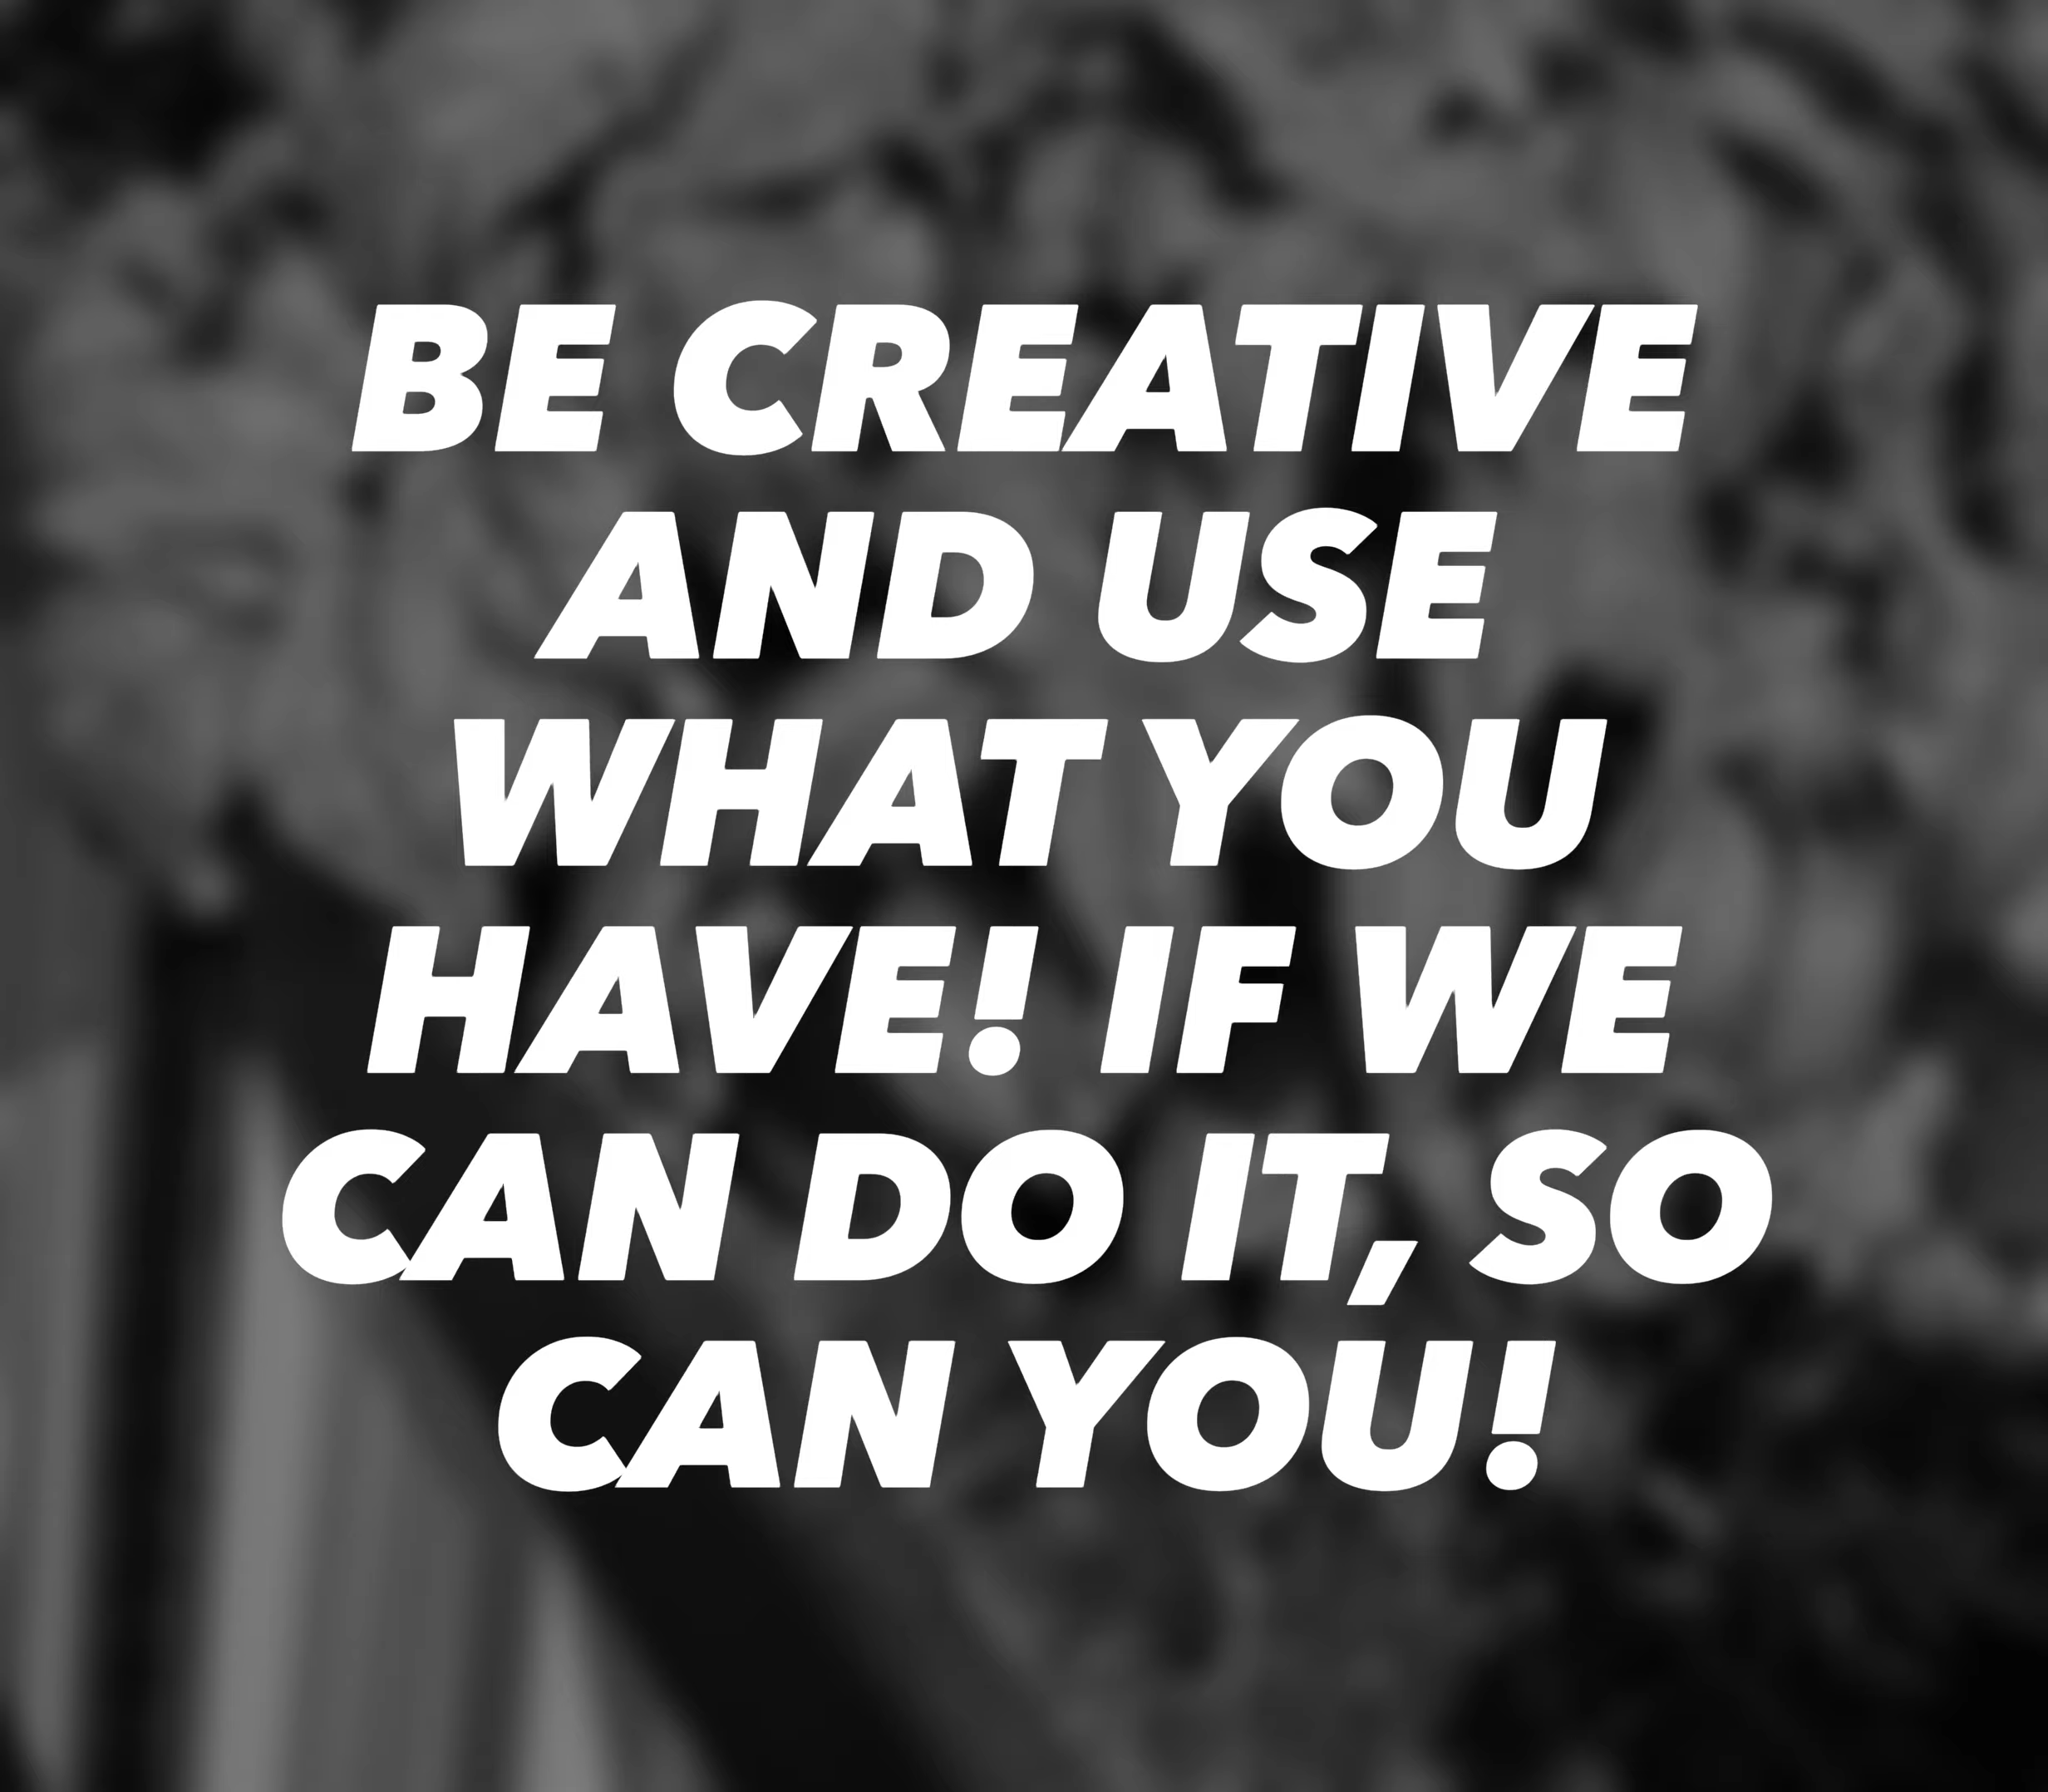 BE CREATIVE
AND USE
WHAT YOU
HAVE! IF WE
CAN DO IT, SO
CAN YOU!